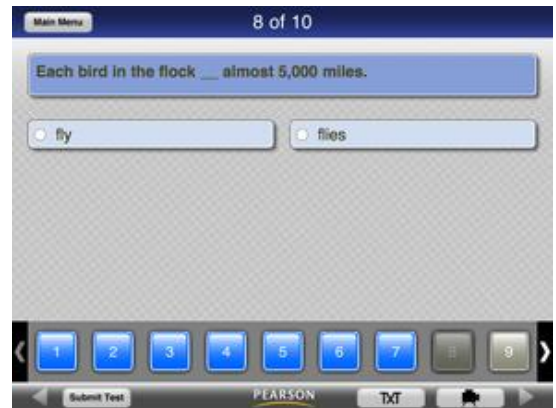 Main Menu
8 of 10
Each bird in the flock __ almost 5,000 miles.
fly
flies
1 2 3 4 5 6 7 8 9
Submit Test
PEARSON
TXT